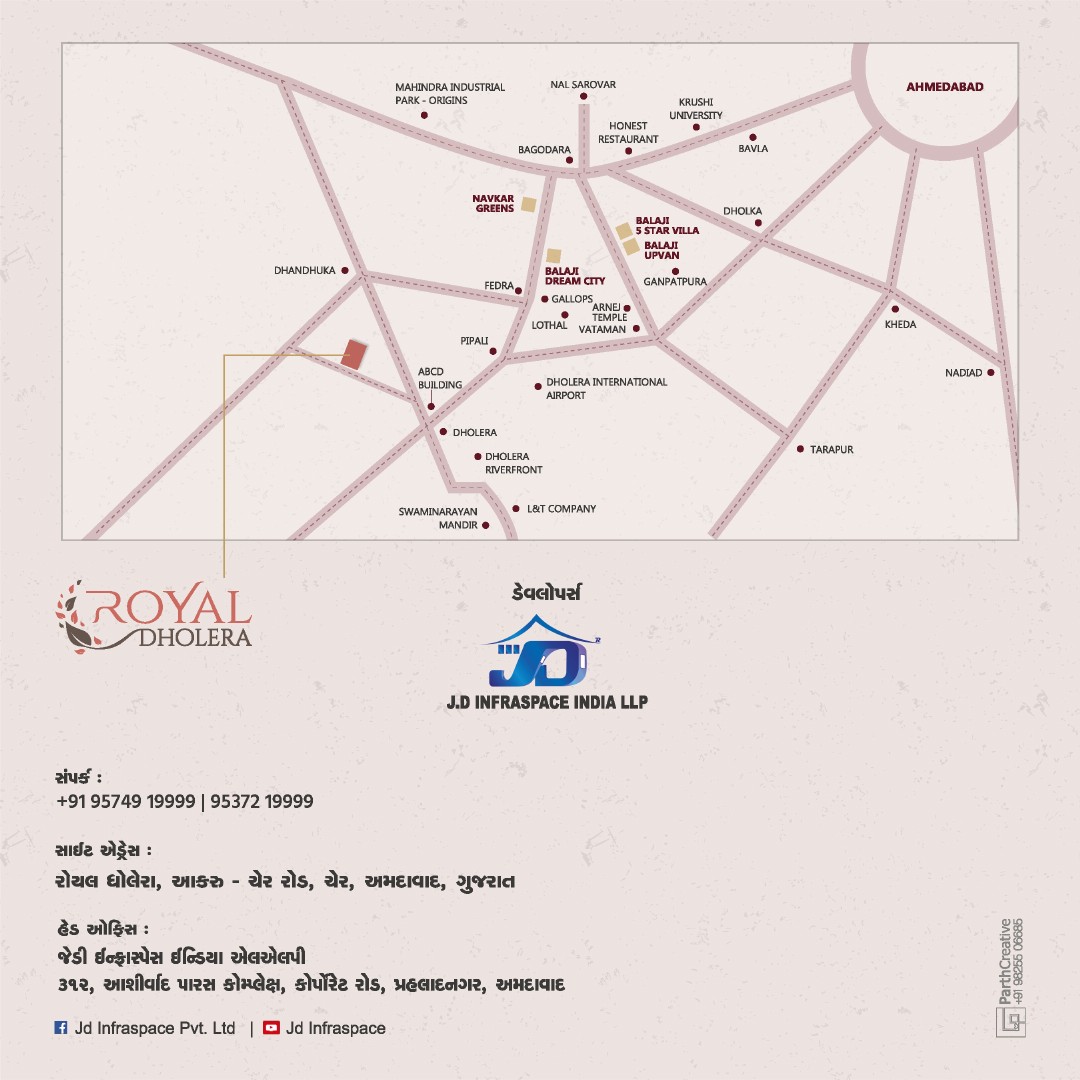 AHMEDABAD
MAHINDRA INDUSTRIAL
PARK - ORIGINS
NAL SAROVAR
KRUSHI
UNIVERSITY
HONEST
RESTAURANT
BAGODARA
BAVLA
NAVKAR
GREENS
DHOLKA
BALAJI
5 STAR VILLA
BALAJI
UPVAN
DHANDHUKA
BALAJI
DREAM CITY
GANPATPURA
FEDRA
GALLOPS
ARNEJ
TEMPLE
LOTHAL
VATAMAN
KHEDA
PIPALI
NADIAD
ABCD
BUILDING
DHOLERA INTERNATIONAL
AIRPORT
DHOLERA
TARAPUR
DHOLERA
RIVERFRONT
SWAMINARAYAN
MANDIR
L&T COMPANY
ROYAL
DHOLERA
ડેવલોપર્સ
JD
R
J.D INFRASPACE INDIA LLP
સંપર્ક :
+91 95749 19999 | 95372 19999
સાઈટ એડ્રેસ :
રોયલ ધોલેરા, આકરુ - ચેર રોડ, ચેર, અમદાવાદ, ગુજરાત
હેડ ઓફિસ :
જેડી ઈન્ફ્રાસ્પેસ ઈન્ડિયા એલએલપી
૩૧૨, આશીર્વાદ પારસ કોમ્પ્લેક્ષ, કોર્પોરેટ રોડ, પ્રહલાદનગર, અમદાવાદ
Jd Infraspace Pvt. Ltd | Jd Infraspace
ParthCreative
+91 98255 06685